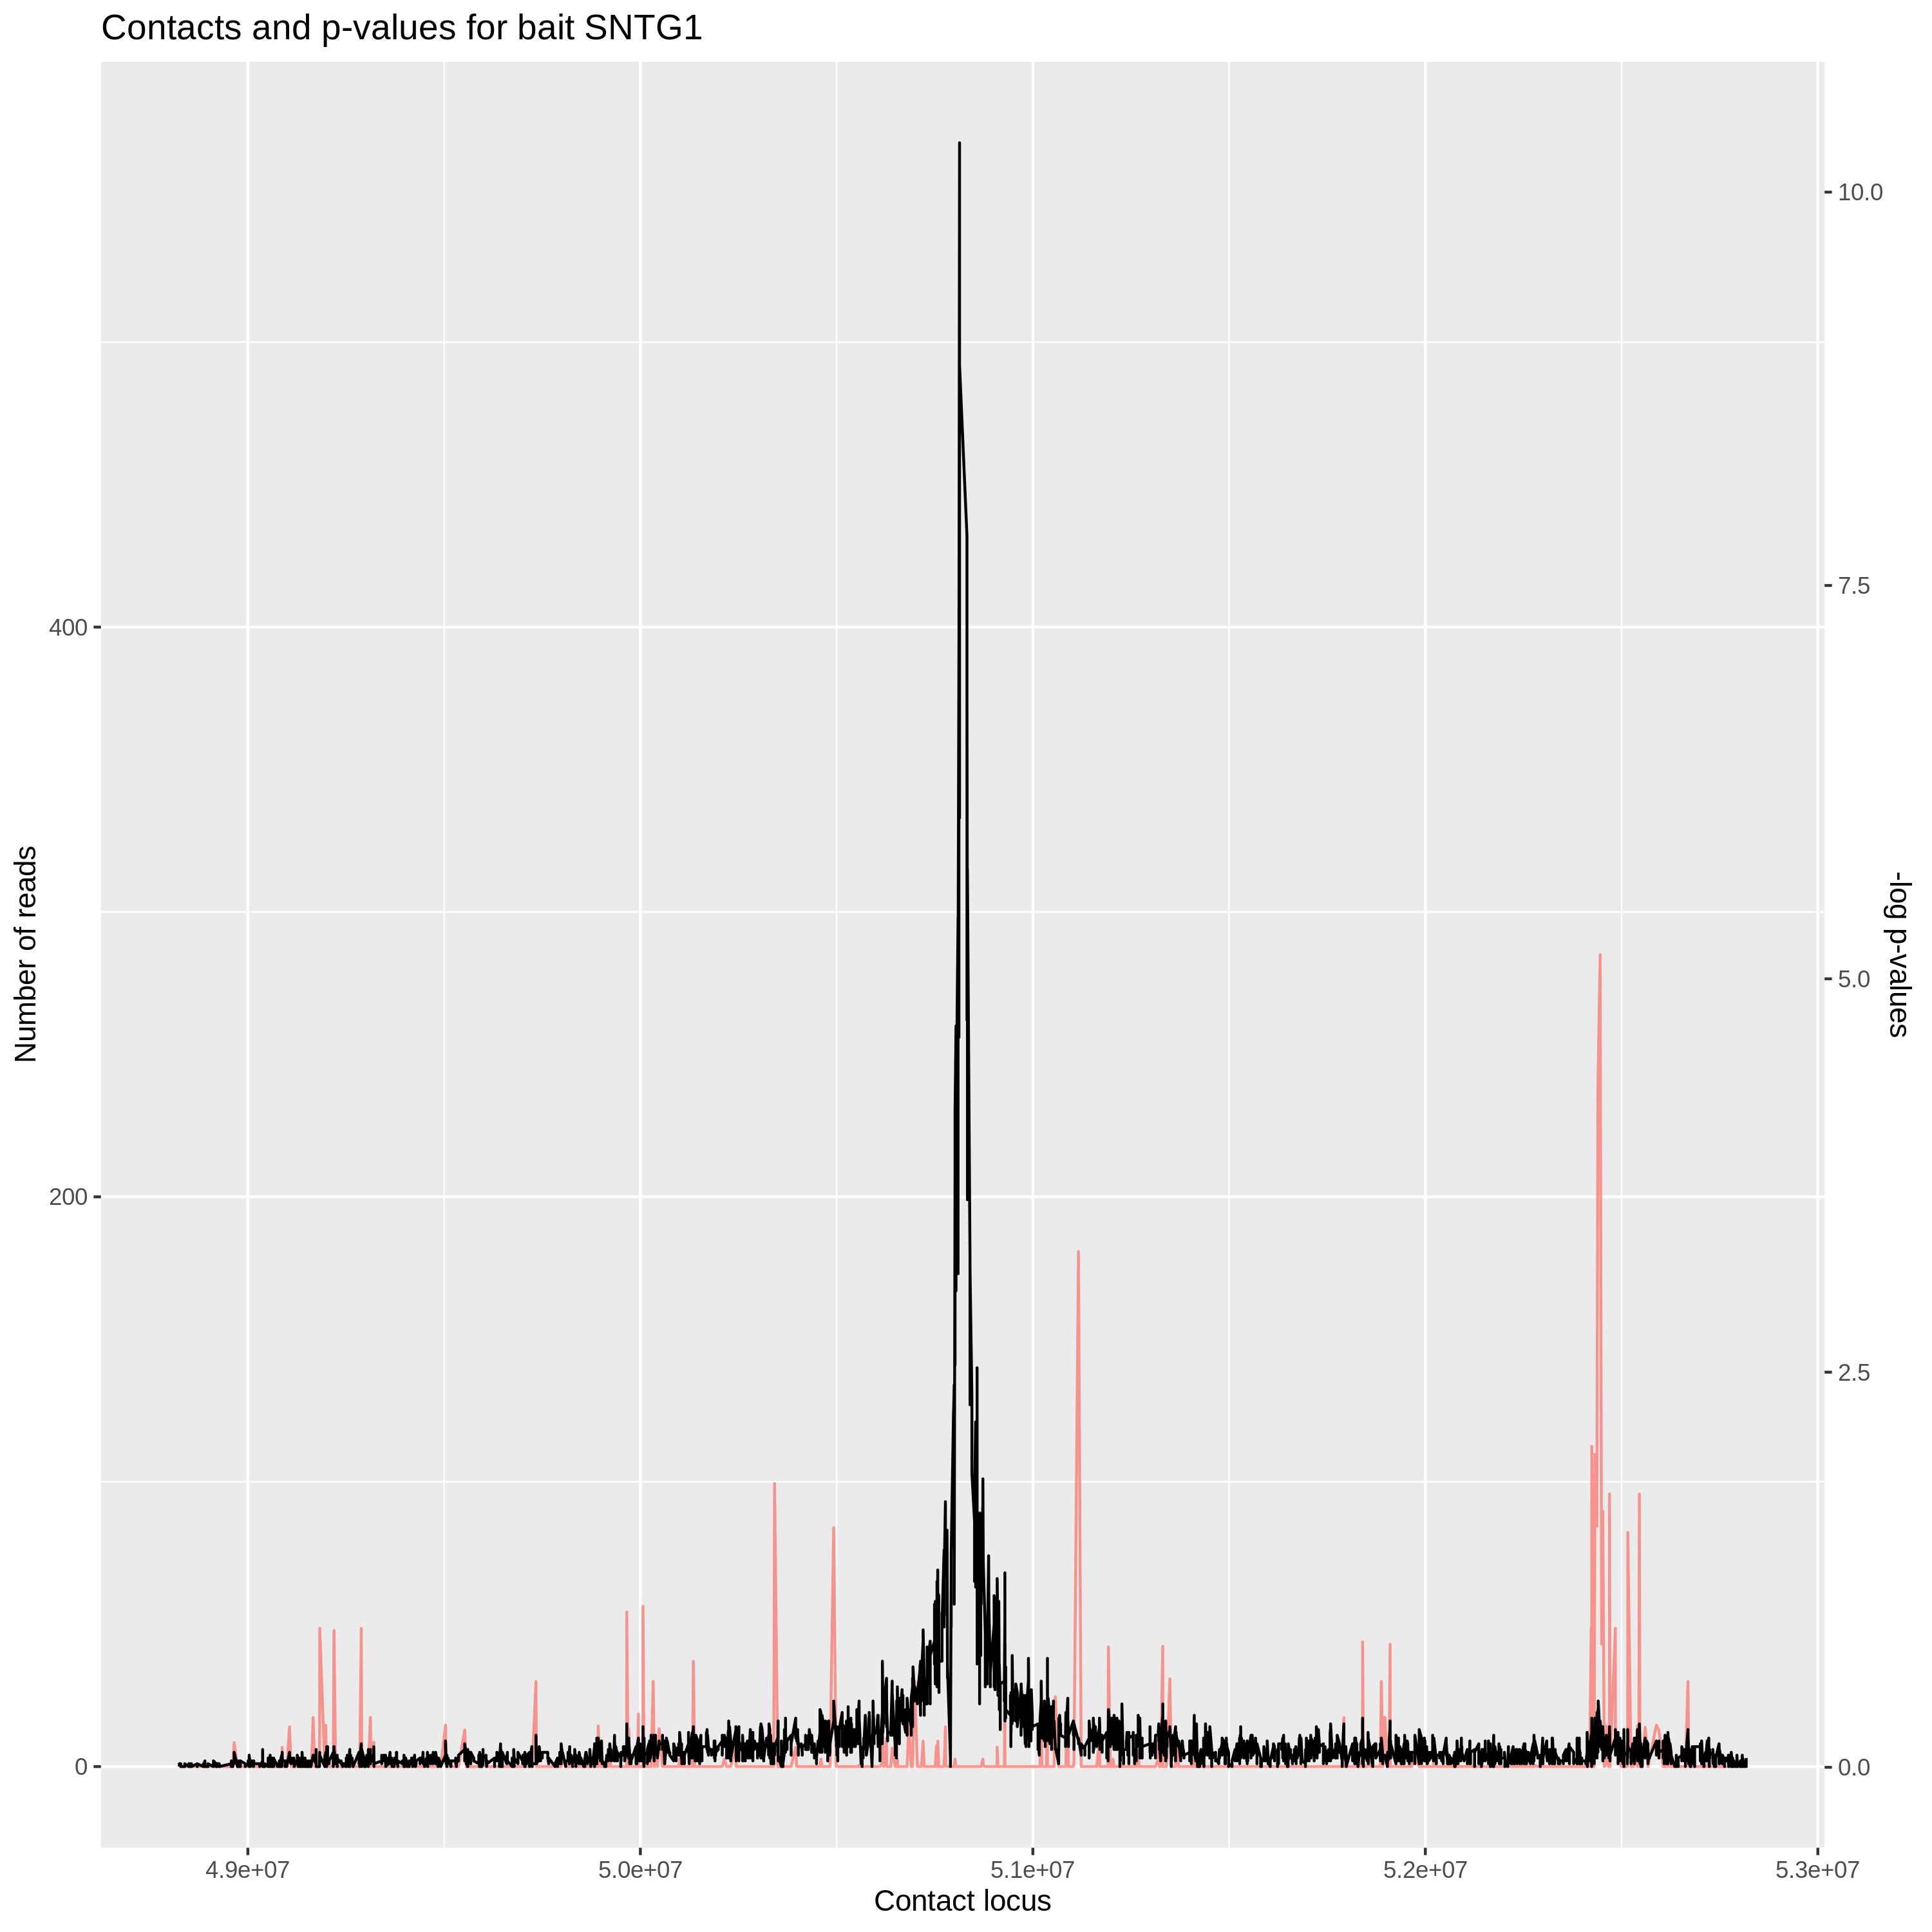 Contacts and p-values for bait SNTG1
Number of reads
400
200
0
10.0
7.5
5.0
2.5
0.0
-log p-values
4.9e+07 5.0e+07 5.1e+07 5.2e+07 5.3e+07
Contact locus